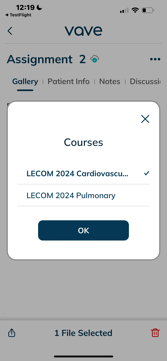 12:19
TestFlight
vave
Assignment 2
Gallery Patient Info Notes Discussi
Courses
LECOM 2024 Cardiovascu...
LECOM 2024 Pulmonary
OK
1 File Selected